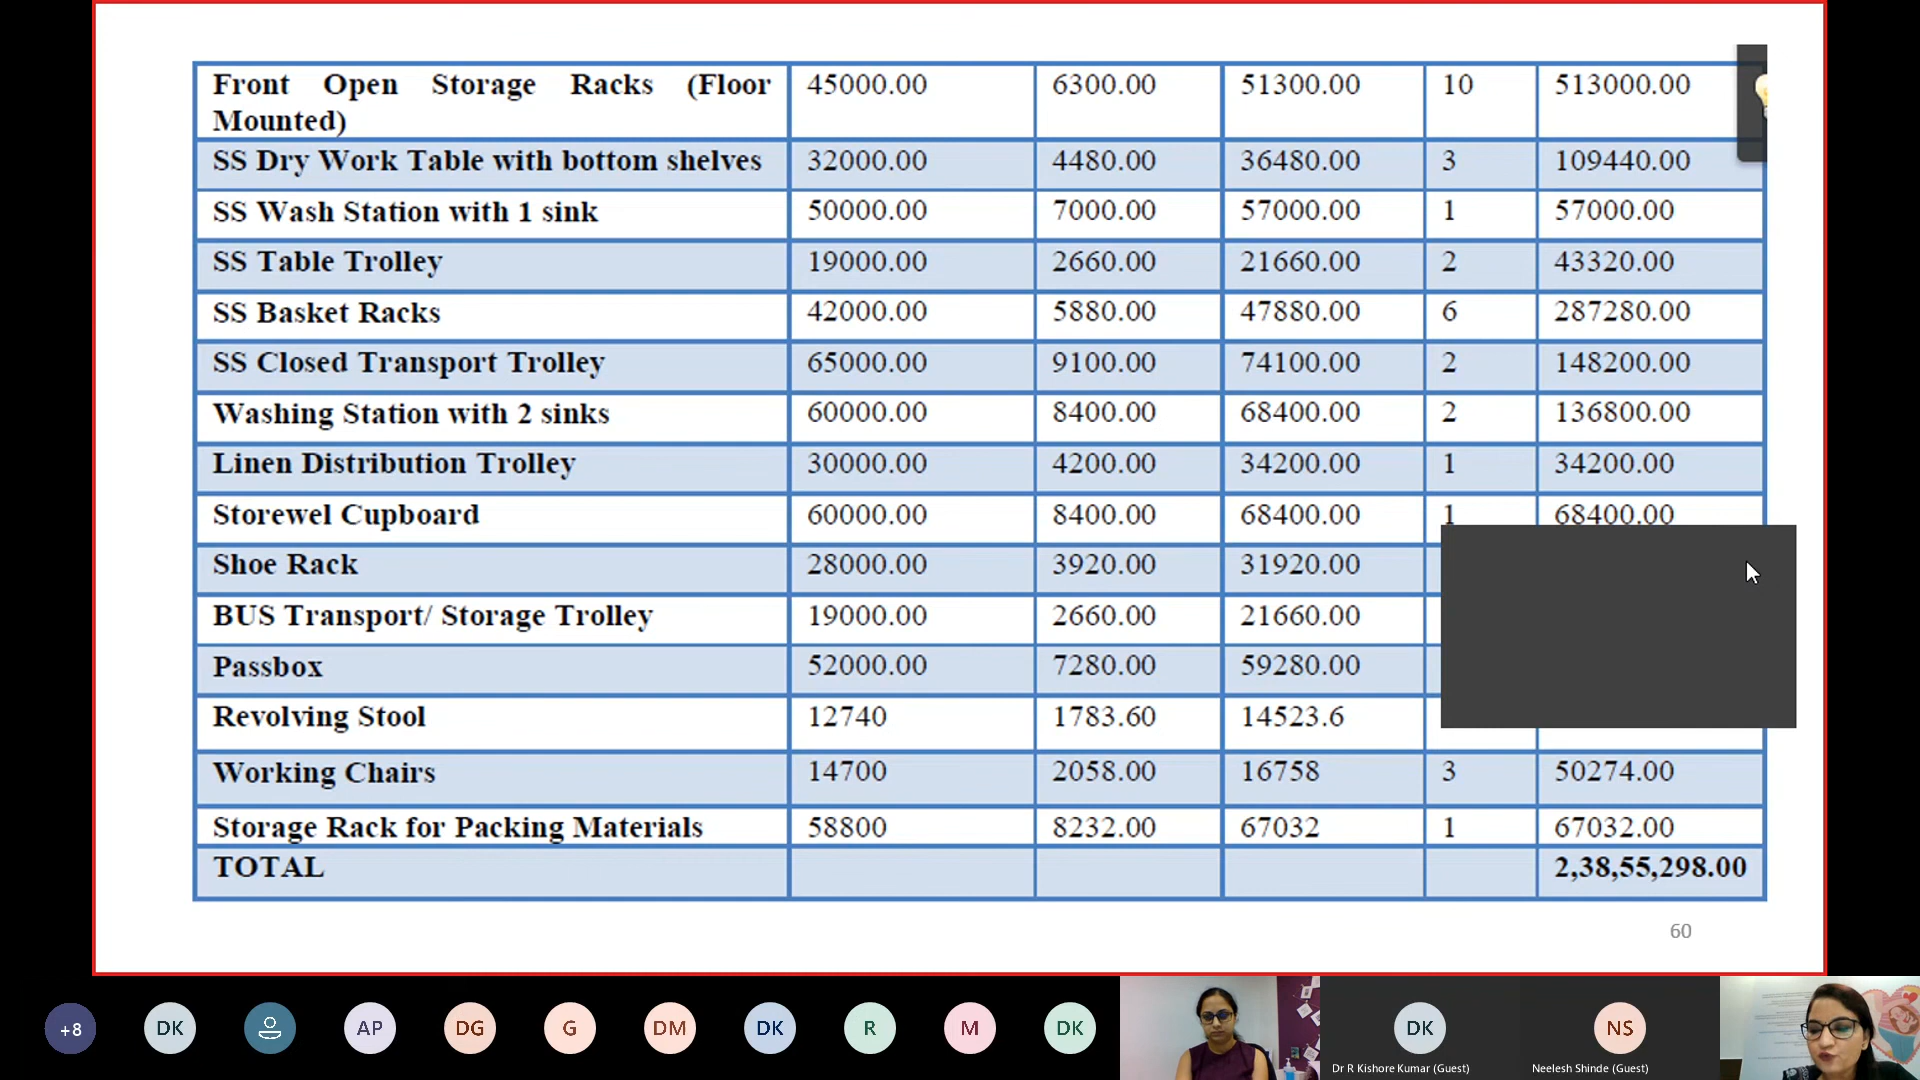 Front Open Storage Racks (Floor Mounted) 45000.00 6300.00 51300.00 10 513000.00
SS Dry Work Table with bottom shelves 32000.00 4480.00 36480.00 3 109440.00
SS Wash Station with 1 sink 50000.00 7000.00 57000.00 1 57000.00
SS Table Trolley 19000.00 2660.00 21660.00 2 43320.00
SS Basket Racks 42000.00 5880.00 47880.00 6 287280.00
SS Closed Transport Trolley 65000.00 9100.00 74100.00 2 148200.00
Washing Station with 2 sinks 60000.00 8400.00 68400.00 2 136800.00
Linen Distribution Trolley 30000.00 4200.00 34200.00 1 34200.00
Storewel Cupboard 60000.00 8400.00 68400.00 1 68400.00
Shoe Rack 28000.00 3920.00 31920.00
BUS Transport/ Storage Trolley 19000.00 2660.00 21660.00
Passbox 52000.00 7280.00 59280.00
Revolving Stool 12740 1783.60 14523.6
Working Chairs 14700 2058.00 16758 3 50274.00
Storage Rack for Packing Materials 58800 8232.00 67032 1 67032.00
TOTAL 2,38,55,298.00
60
+8 DK AP DG G DM DK R M DK DK NS
Dr R Kishore Kumar (Guest) Neelesh Shinde (Guest)